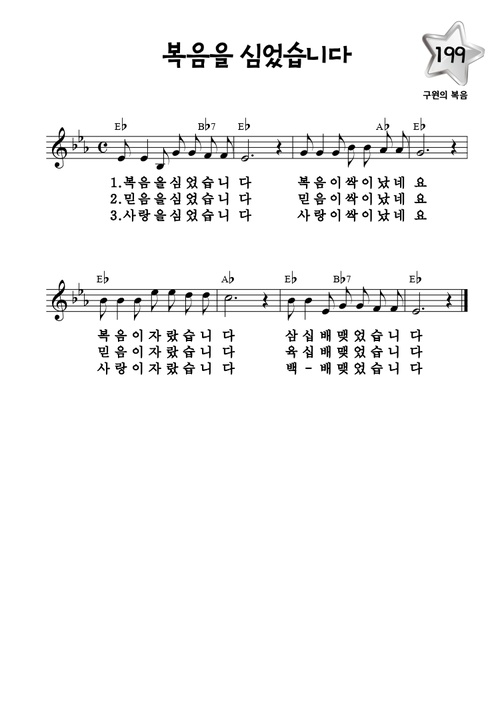 복음을 심었습니다
199
구원의 복음
E♭ B♭7 E♭ A♭ E♭
1.복음을심었습니 다 복음이싹이났네 요
2.믿음을심었습니 다 믿음이싹이났네 요
3.사랑을심었습니 다 사랑이싹이났네 요
E♭ A♭ E♭ B♭7 E♭
복음이자랐습니 다 삼십배맺었습니 다
믿음이자랐습니 다 육십배맺었습니 다
사랑이자랐습니 다 백-배맺었습니 다